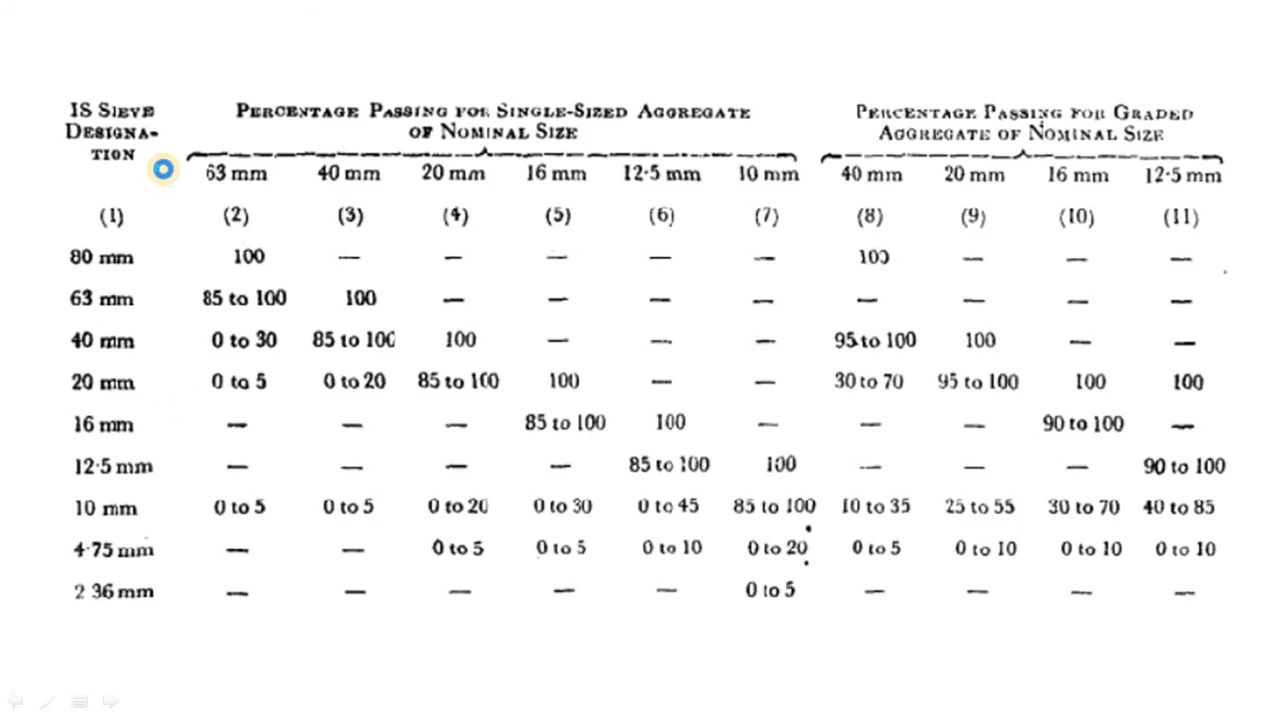 IS SIEVE DESIGNA-TION PERCENTAGE PASSING FOR SINGLE-SIZED AGGREGATE OF NOMINAL SIZE PERCENTAGE PASSING FOR GRADED AGGREGATE OF NOMINAL SIZE
63 mm 40 mm 20 mm 16 mm 12·5 mm 10 mm 40 mm 20 mm 16 mm 12·5 mm
(1) (2) (3) (4) (5) (6) (7) (8) (9) (10) (11)
80 mm 100 — — — — — 100 — — —
63 mm 85 to 100 100 — — — — — — — —
40 mm 0 to 30 85 to 100 100 — — — 95 to 100 100 — —
20 mm 0 to 5 0 to 20 85 to 100 100 — — 30 to 70 95 to 100 100 100
16 mm — — — 85 to 100 100 — — — 90 to 100 —
12·5 mm — — — — 85 to 100 100 — — — 90 to 100
10 mm 0 to 5 0 to 5 0 to 20 0 to 30 0 to 45 85 to 100 10 to 35 25 to 55 30 to 70 40 to 85
4·75 mm — — 0 to 5 0 to 5 0 to 10 0 to 20 0 to 5 0 to 10 0 to 10 0 to 10
2 36 mm — — — — — 0 to 5 — — — —